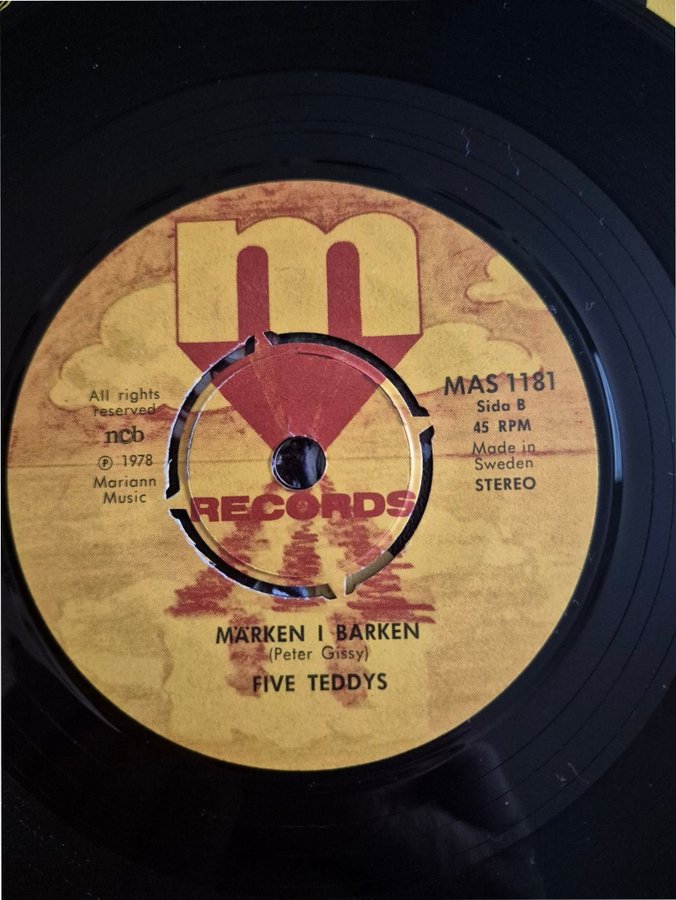 m
All rights
reserved
ncb
Ⓟ 1978
Mariann
Music
MAS 1181
Sida B
45 RPM
Made in
Sweden
STEREO
RECORDS
MÄRKEN I BARKEN
(Peter Gissy)
FIVE TEDDYS